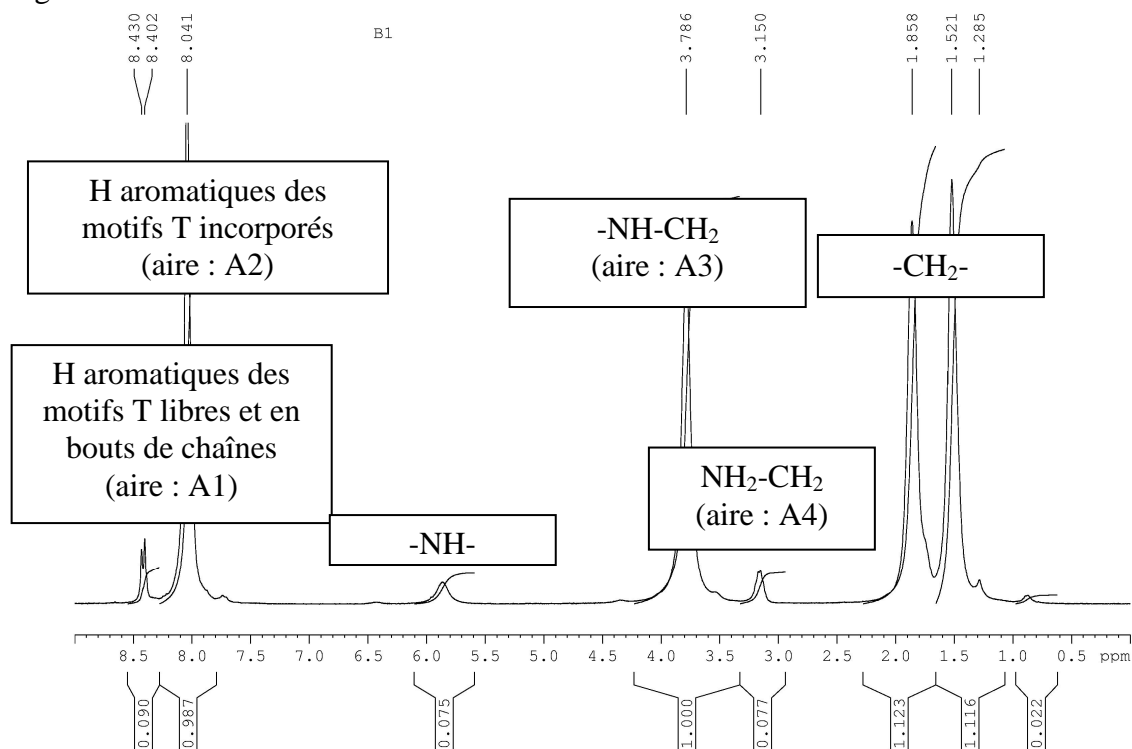 8.430
8.402
8.041
B1
3.786
3.150
1.858
1.521
1.285
H aromatiques des
motifs T incorporés
(aire : A2)
-NH-CH₂
(aire : A3)
-CH₂-
H aromatiques des
motifs T libres et en
bouts de chaînes
(aire : A1)
NH₂-CH₂
(aire : A4)
-NH-
8.5 8.0 7.5 7.0 6.5 6.0 5.5 5.0 4.5 4.0 3.5 3.0 2.5 2.0 1.5 1.0 0.5 ppm
0.090
0.987
0.075
1.000
0.077
1.123
1.116
0.022